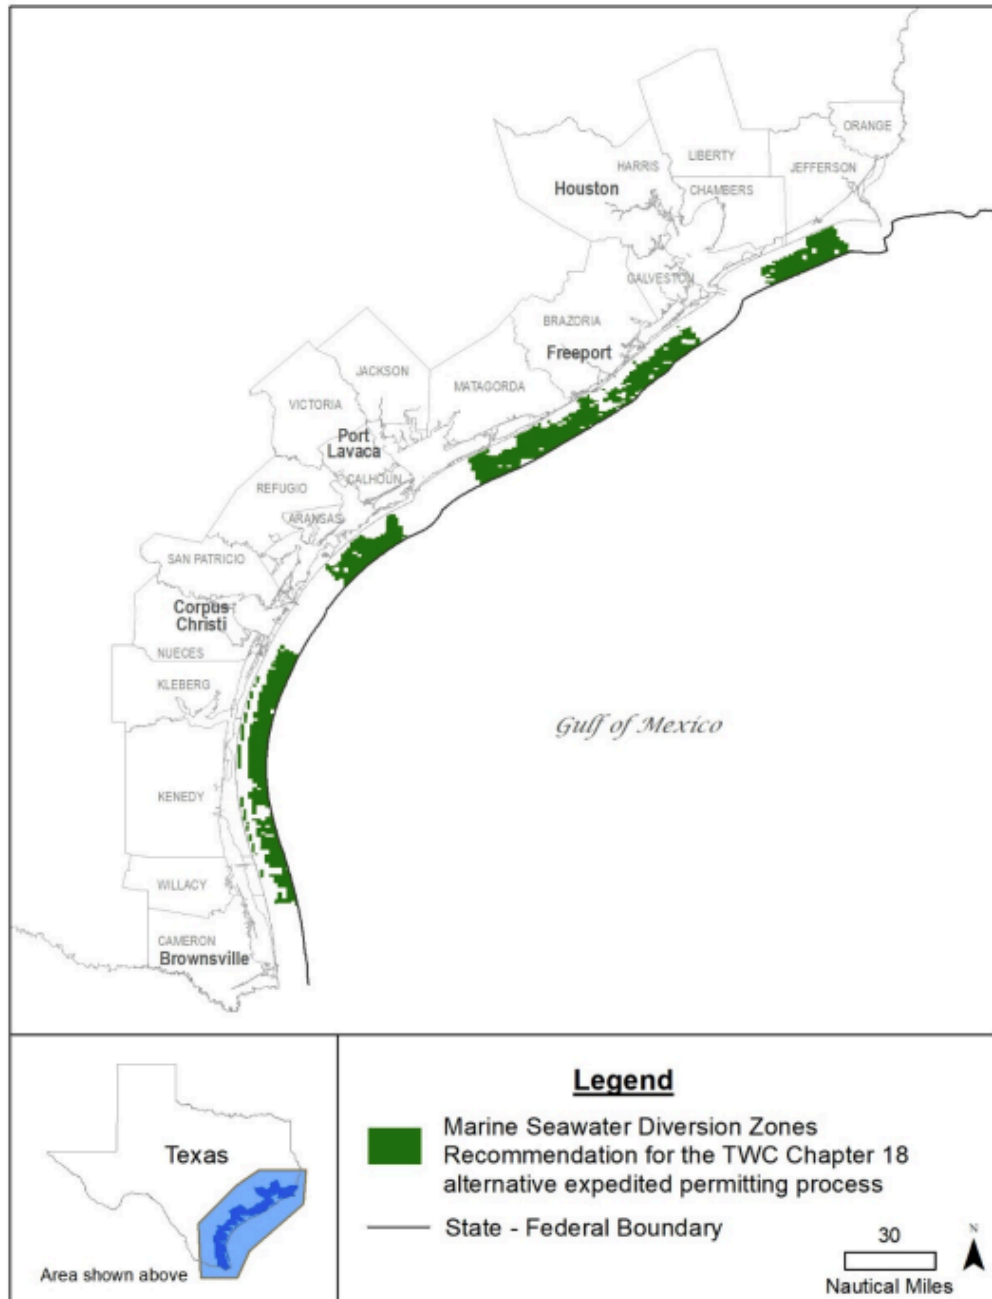 ORANGE
LIBERTY
HARRIS
JEFFERSON
Houston
CHAMBERS
GALVESTON
BRAZORIA
Freeport
JACKSON
MATAGORDA
VICTORIA
Port
Lavaca
CALHOUN
REFUGIO
ARANSAS
SAN PATRICIO
Corpus
Christi
NUECES
KLEBERG
Gulf of Mexico
KENEDY
WILLACY
CAMERON
Brownsville
Texas
Area shown above
Legend
Marine Seawater Diversion Zones
Recommendation for the TWC Chapter 18
alternative expedited permitting process
State - Federal Boundary
30
Nautical Miles
N